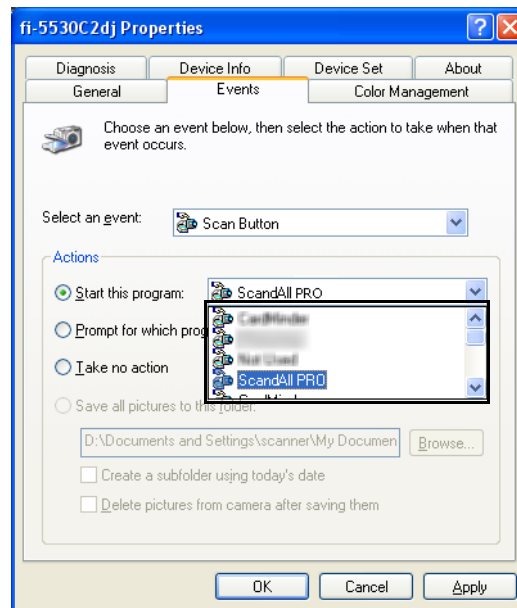 fi-5530C2dj Properties
Diagnosis Device Info Device Set About
General Events Color Management
Choose an event below, then select the action to take when that
event occurs.
Select an event: Scan Button
Actions
Start this program: ScandAll PRO
Prompt for which
Take no action
ScandAll PRO
Save all pictures to this folder:
D:\Documents and Settings\scanner\My Documen Browse...
Create a subfolder using today's date
Delete pictures from camera after saving them
OK Cancel Apply